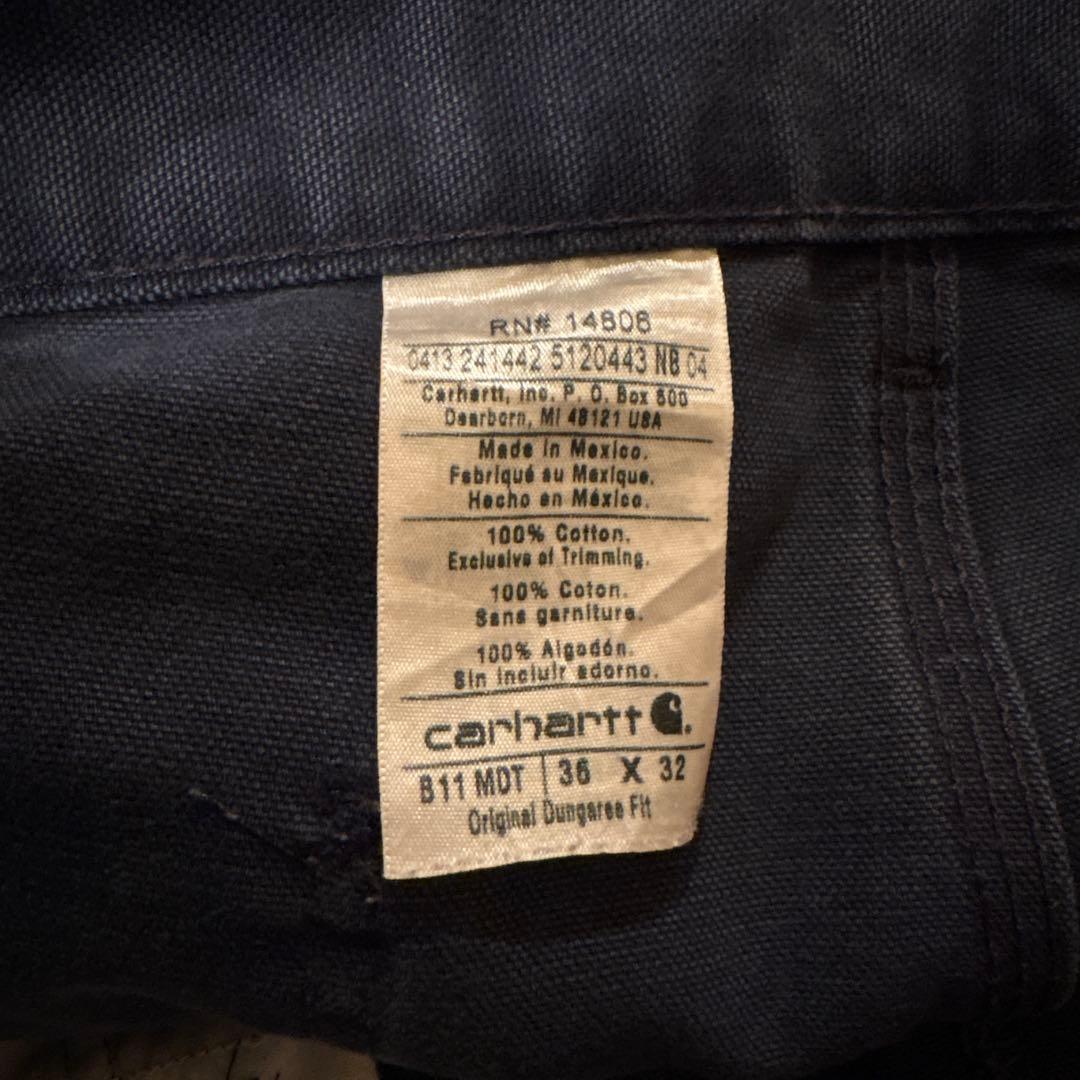 RN# 14806
0413 241442 5120443 NB 04
Carhartt, Inc. P. O. Box 600
Dearborn, MI 48121 USA
Made in Mexico.
Fabriqué au Mexique.
Hecho en México.
100% Cotton.
Exclusive of Trimming.
100% Coton.
Sans garniture.
100% Algodón.
Sin incluir adorno.
carhartt
B11 MDT 36 X 32
Original Dungaree Fit